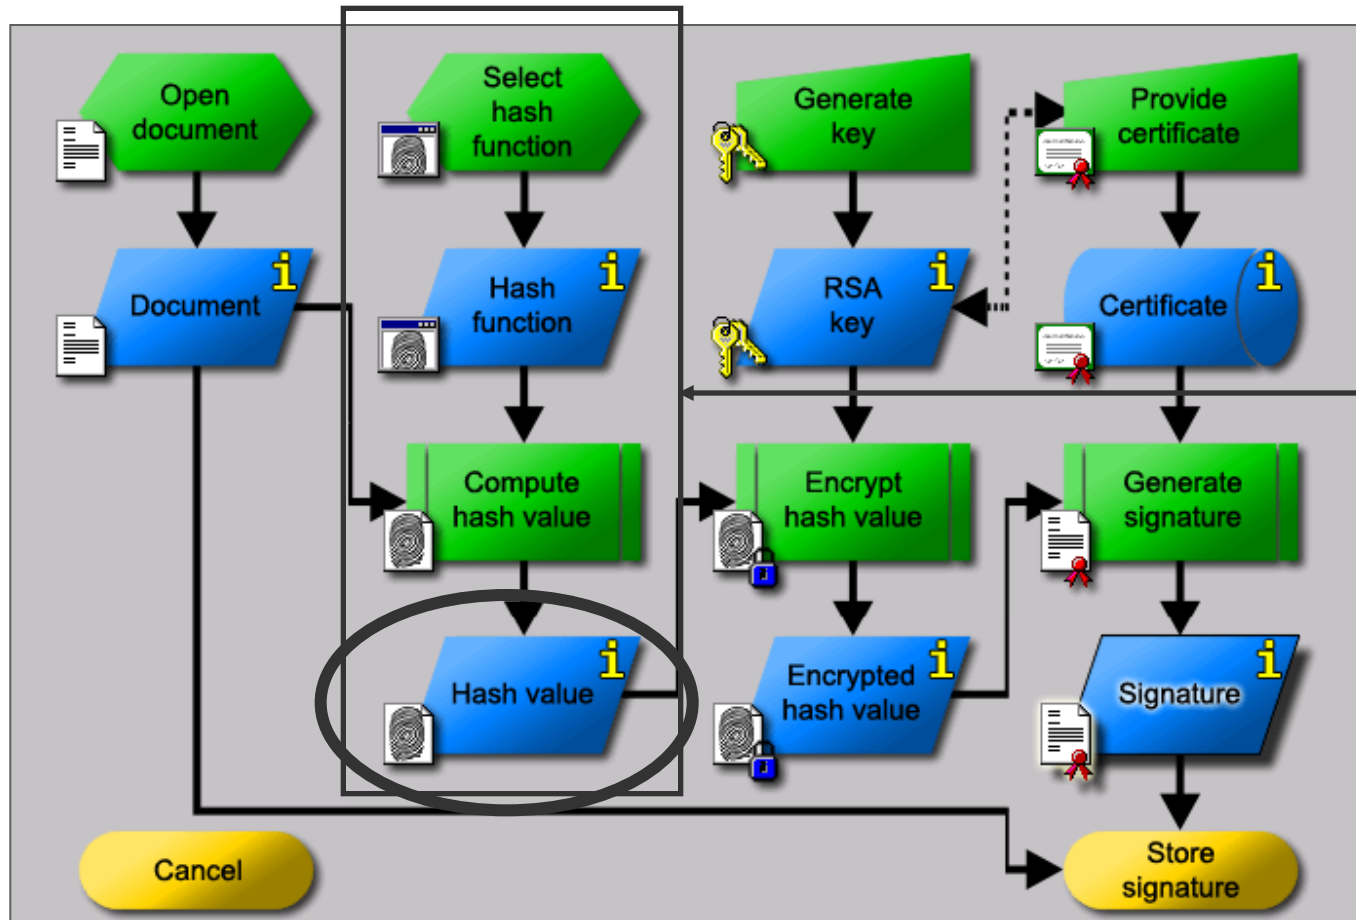 Open
document
Select
hash
function
Generate
key
Provide
certificate
Document
i
Hash
function
i
RSA
key
i
Certificate
i
Compute
hash value
Encrypt
hash value
Generate
signature
Hash value
i
Encrypted
hash value
i
Signature
i
Cancel
Store
signature